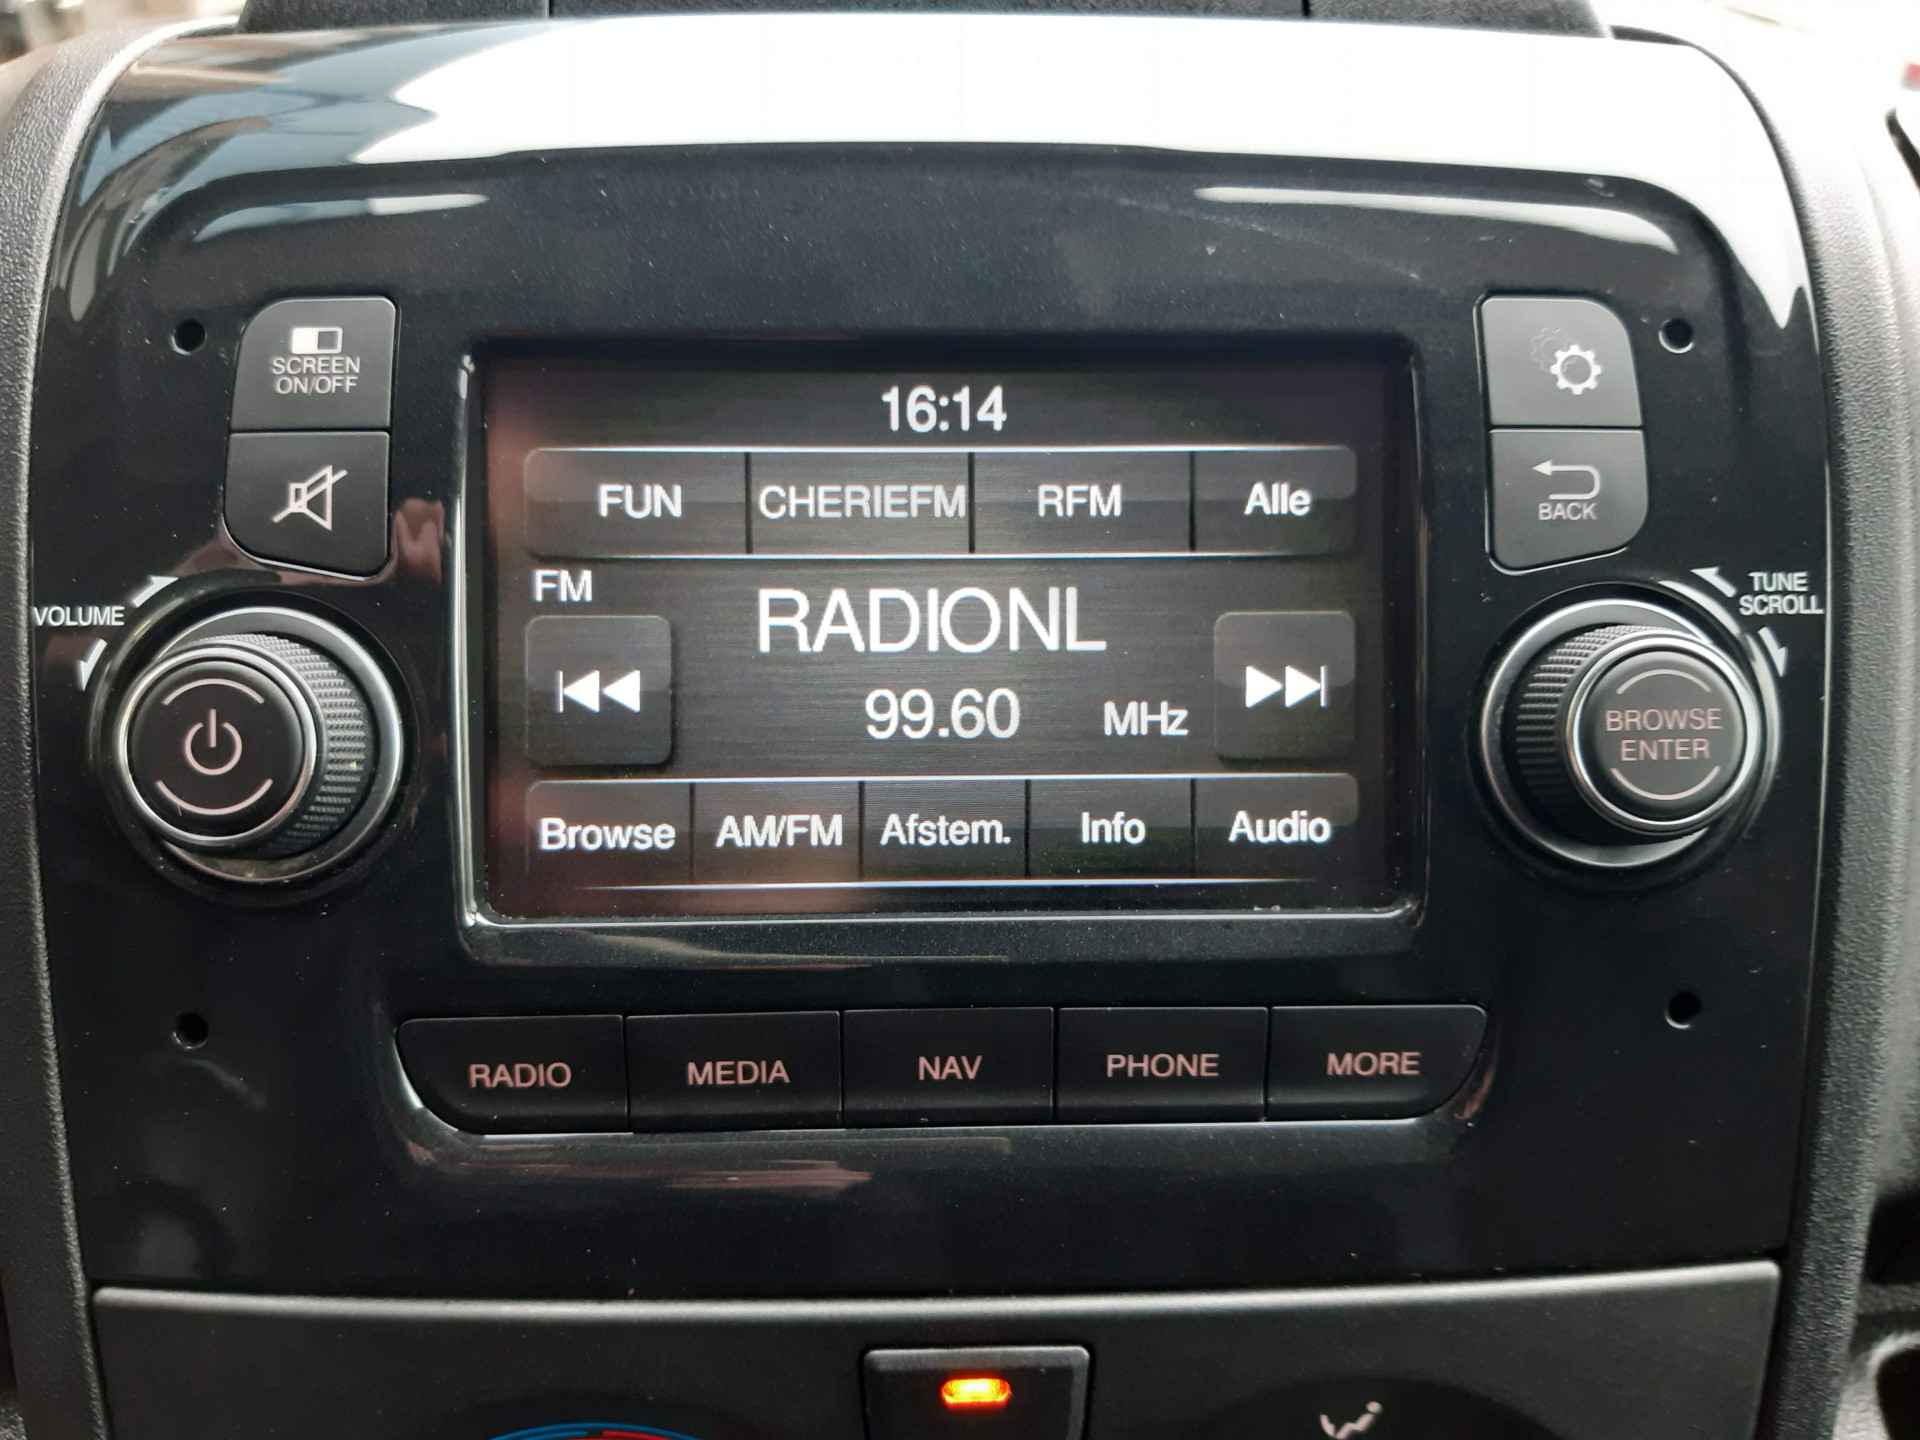 SCREEN
ON/OFF
16:14
FUN CHERIEFM RFM Alle
BACK
FM
RADIONL
VOLUME
TUNE
SCROLL
99.60 MHz
BROWSE
ENTER
Browse AM/FM Afstem. Info Audio
RADIO MEDIA NAV PHONE MORE